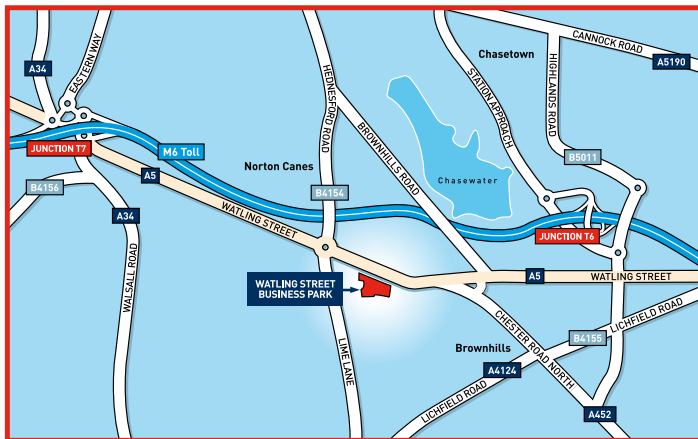 CANNOCK ROAD
A5190
Chasetown
EASTERN WAY
A34
HEDNESFORD ROAD
STATION APPROACH
HIGHLANDS ROAD
BROWNHILLS ROAD
JUNCTION T7
M6 Toll
B5011
Norton Canes
A5
Chasewater
B4156
B4154
A34
WATLING STREET
JUNCTION T6
WALSALL ROAD
A5
WATLING STREET
WATLING STREET
BUSINESS PARK
CHESTER ROAD NORTH
LICHFIELD ROAD
B4155
LIME LANE
Brownhills
A4124
LICHFIELD ROAD
A452